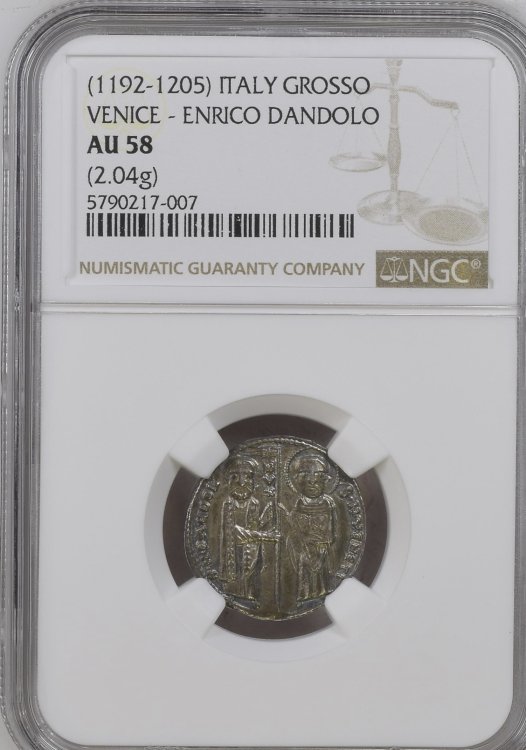 (1192-1205) ITALY GROSSO
VENICE - ENRICO DANDOLO
AU 58
(2.04g)
5790217-007
NUMISMATIC GUARANTY COMPANY
NGC®